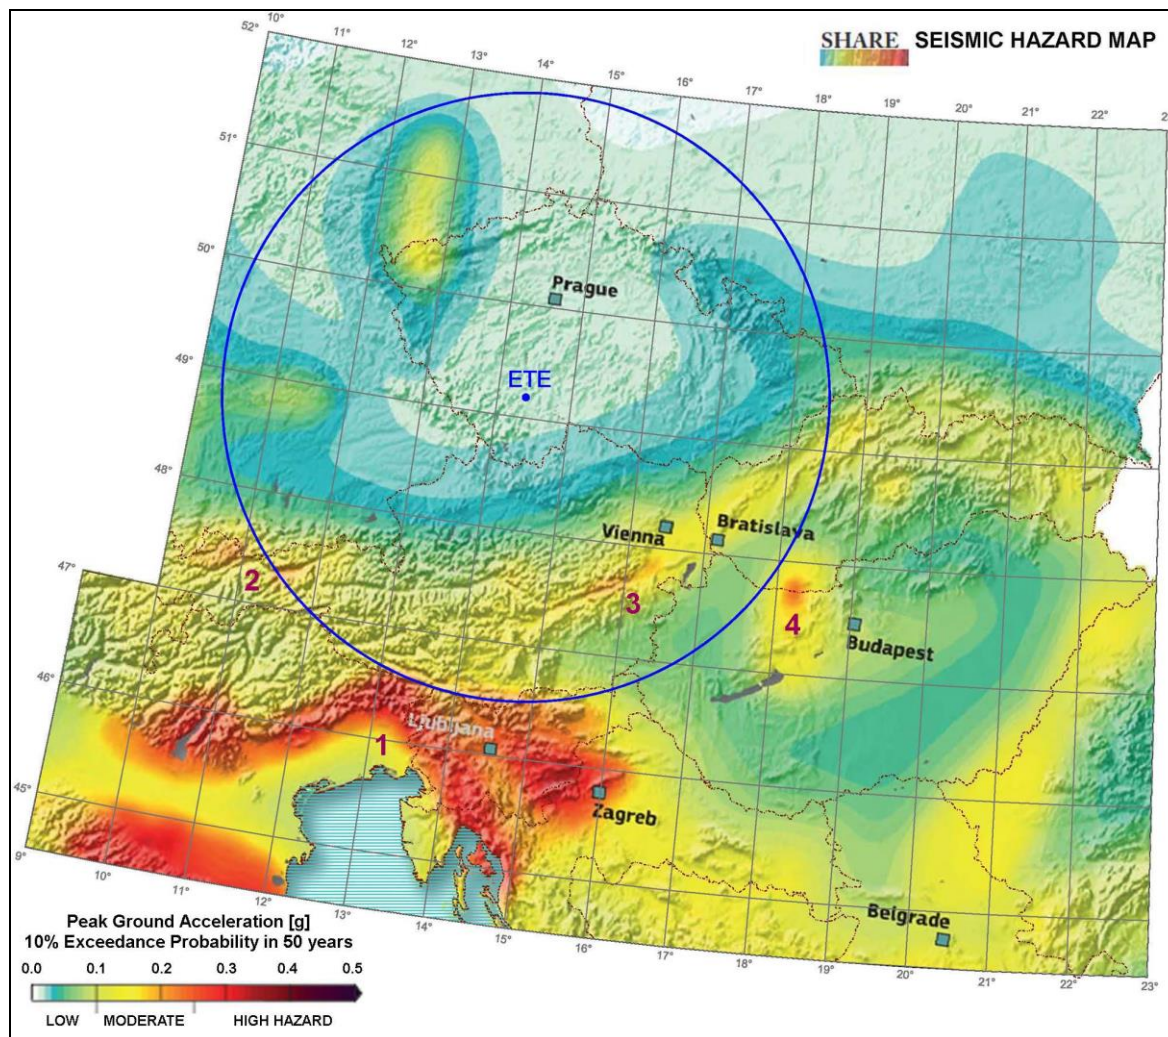 SHARE SEISMIC HAZARD MAP
10° 11° 12° 13° 14° 15° 16° 17° 18° 19° 20° 21° 22°
52°
51°
50°
49°
48°
47°
46°
45°
Prague
ETE
Vienna
Bratislava
2
3
4
Budapest
1
Ljubljana
Zagreb
Belgrade
9° 10° 11° 12° 13° 14° 15° 16° 17° 18° 19° 20° 21° 22° 23°
Peak Ground Acceleration [g]
10% Exceedance Probability in 50 years
0.0 0.1 0.2 0.3 0.4 0.5
LOW MODERATE HIGH HAZARD